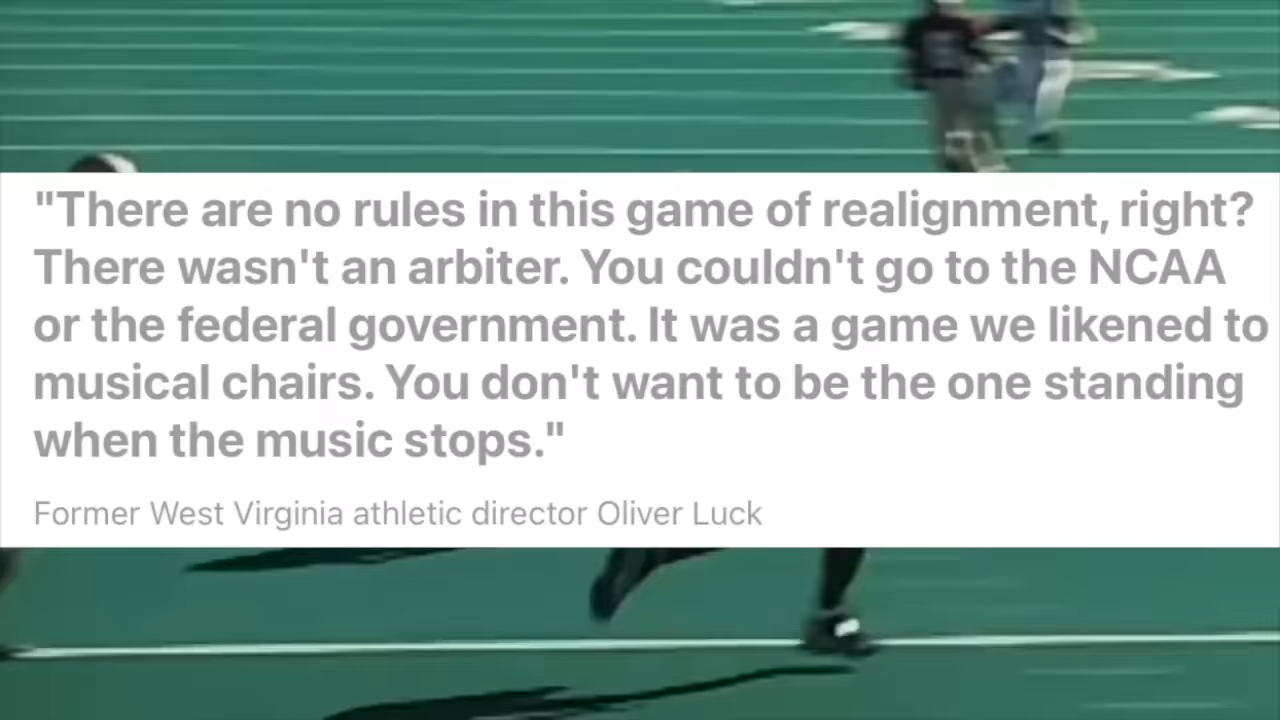 "There are no rules in this game of realignment, right?
There wasn't an arbiter. You couldn't go to the NCAA
or the federal government. It was a game we likened to
musical chairs. You don't want to be the one standing
when the music stops."
Former West Virginia athletic director Oliver Luck